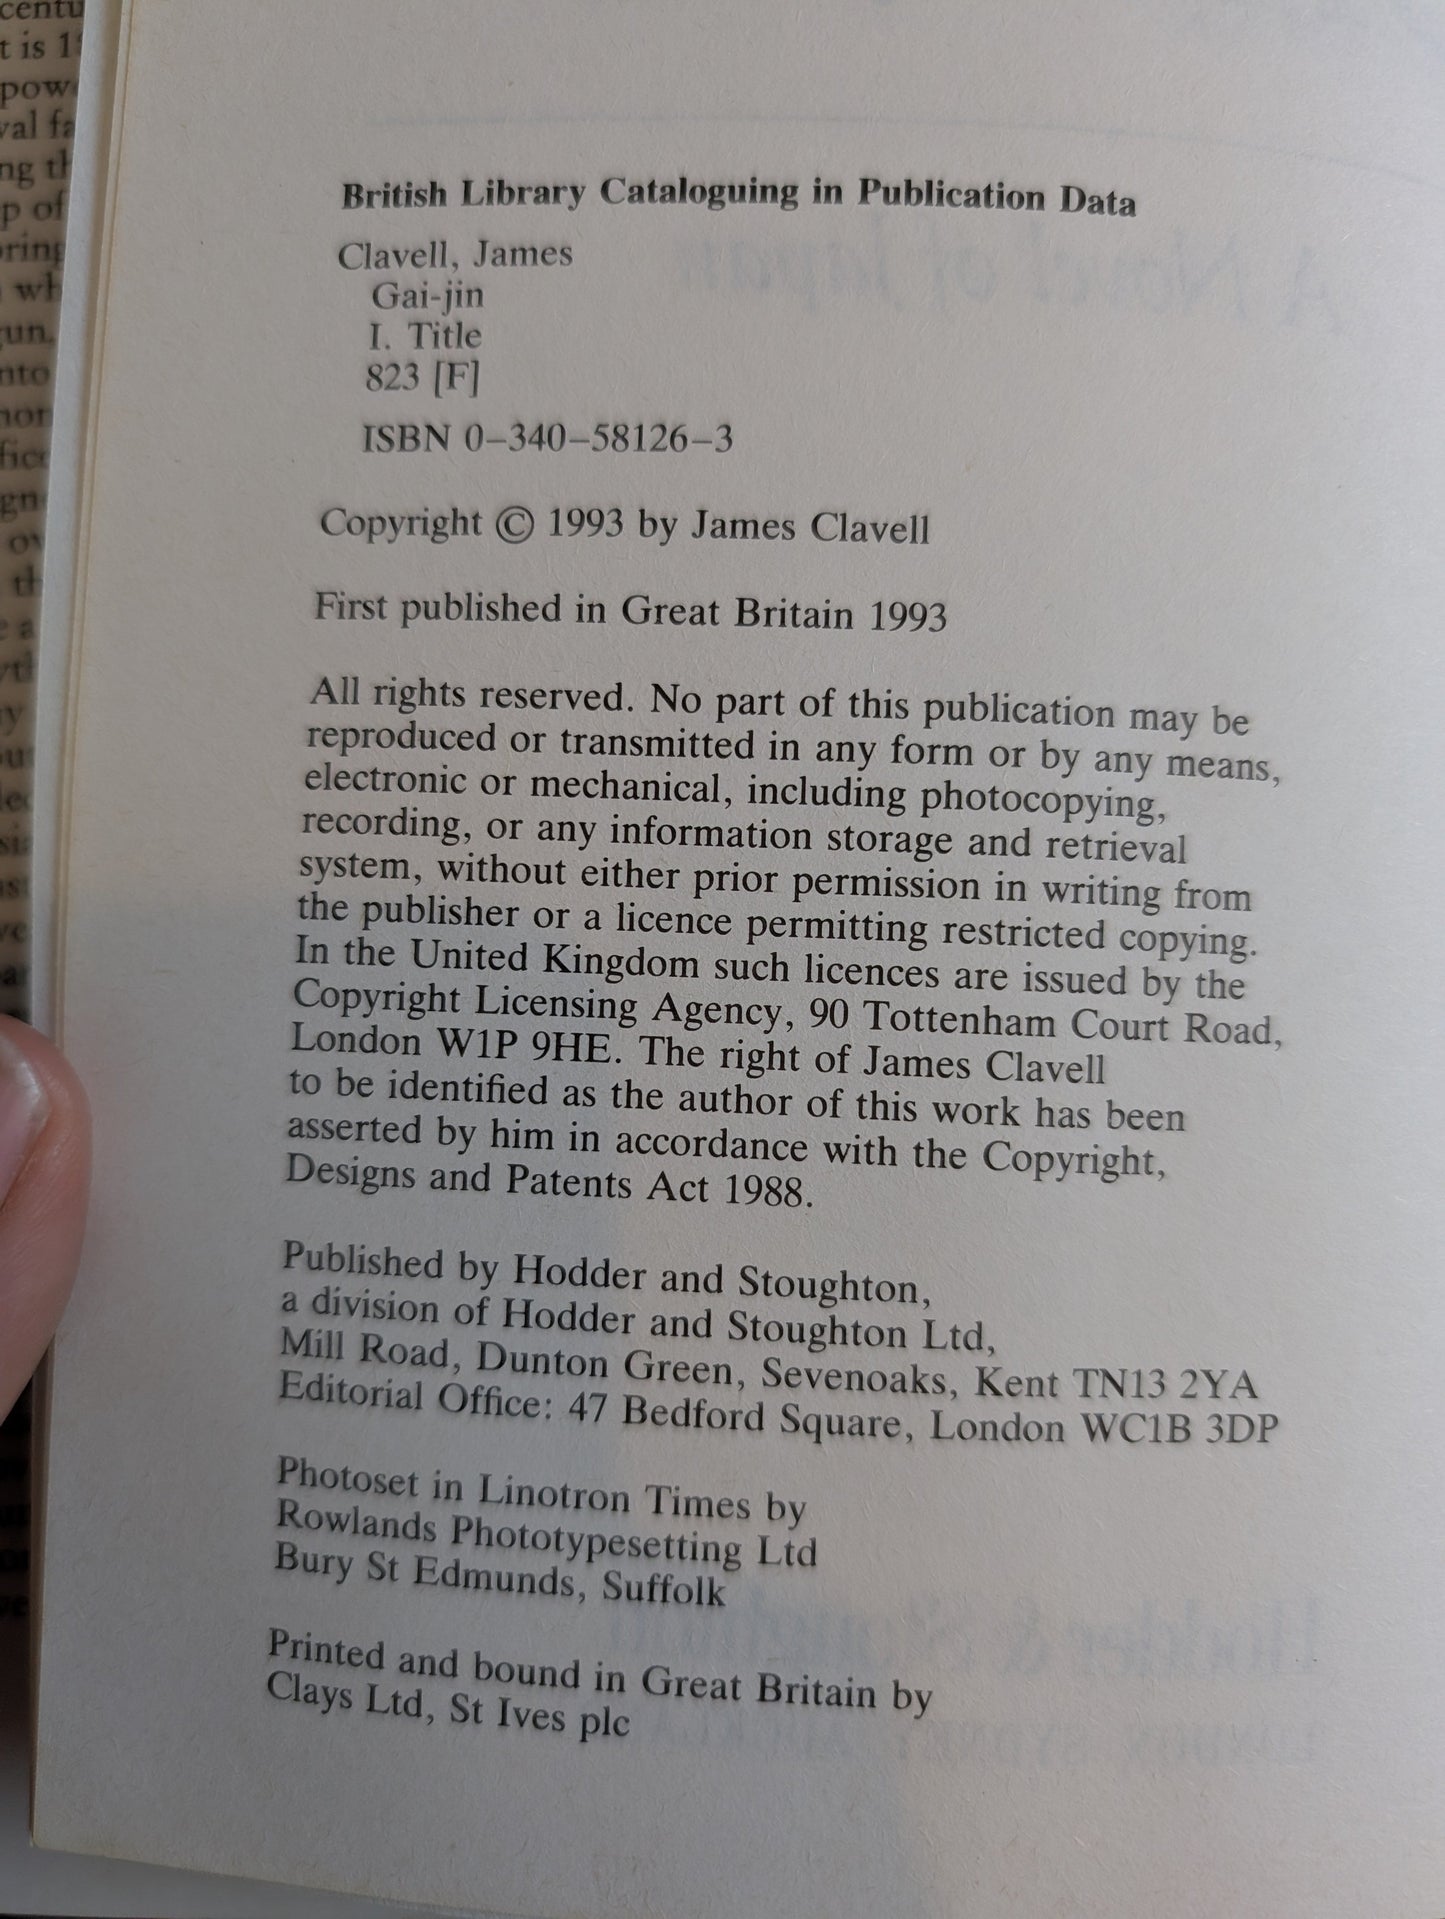 British Library Cataloguing in Publication Data
Clavell, James
Gai-jin
I. Title
823 [F]
ISBN 0–340–58126–3
Copyright © 1993 by James Clavell
First published in Great Britain 1993
All rights reserved. No part of this publication may be
reproduced or transmitted in any form or by any means,
electronic or mechanical, including photocopying,
recording, or any information storage and retrieval
system, without either prior permission in writing from
the publisher or a licence permitting restricted copying.
In the United Kingdom such licences are issued by the
Copyright Licensing Agency, 90 Tottenham Court Road,
London W1P 9HE. The right of James Clavell
to be identified as the author of this work has been
asserted by him in accordance with the Copyright,
Designs and Patents Act 1988.
Published by Hodder and Stoughton,
a division of Hodder and Stoughton Ltd,
Mill Road, Dunton Green, Sevenoaks, Kent TN13 2YA
Editorial Office: 47 Bedford Square, London WC1B 3DP
Photoset in Linotron Times by
Rowlands Phototypesetting Ltd
Bury St Edmunds, Suffolk
Printed and bound in Great Britain by
Clays Ltd, St Ives plc